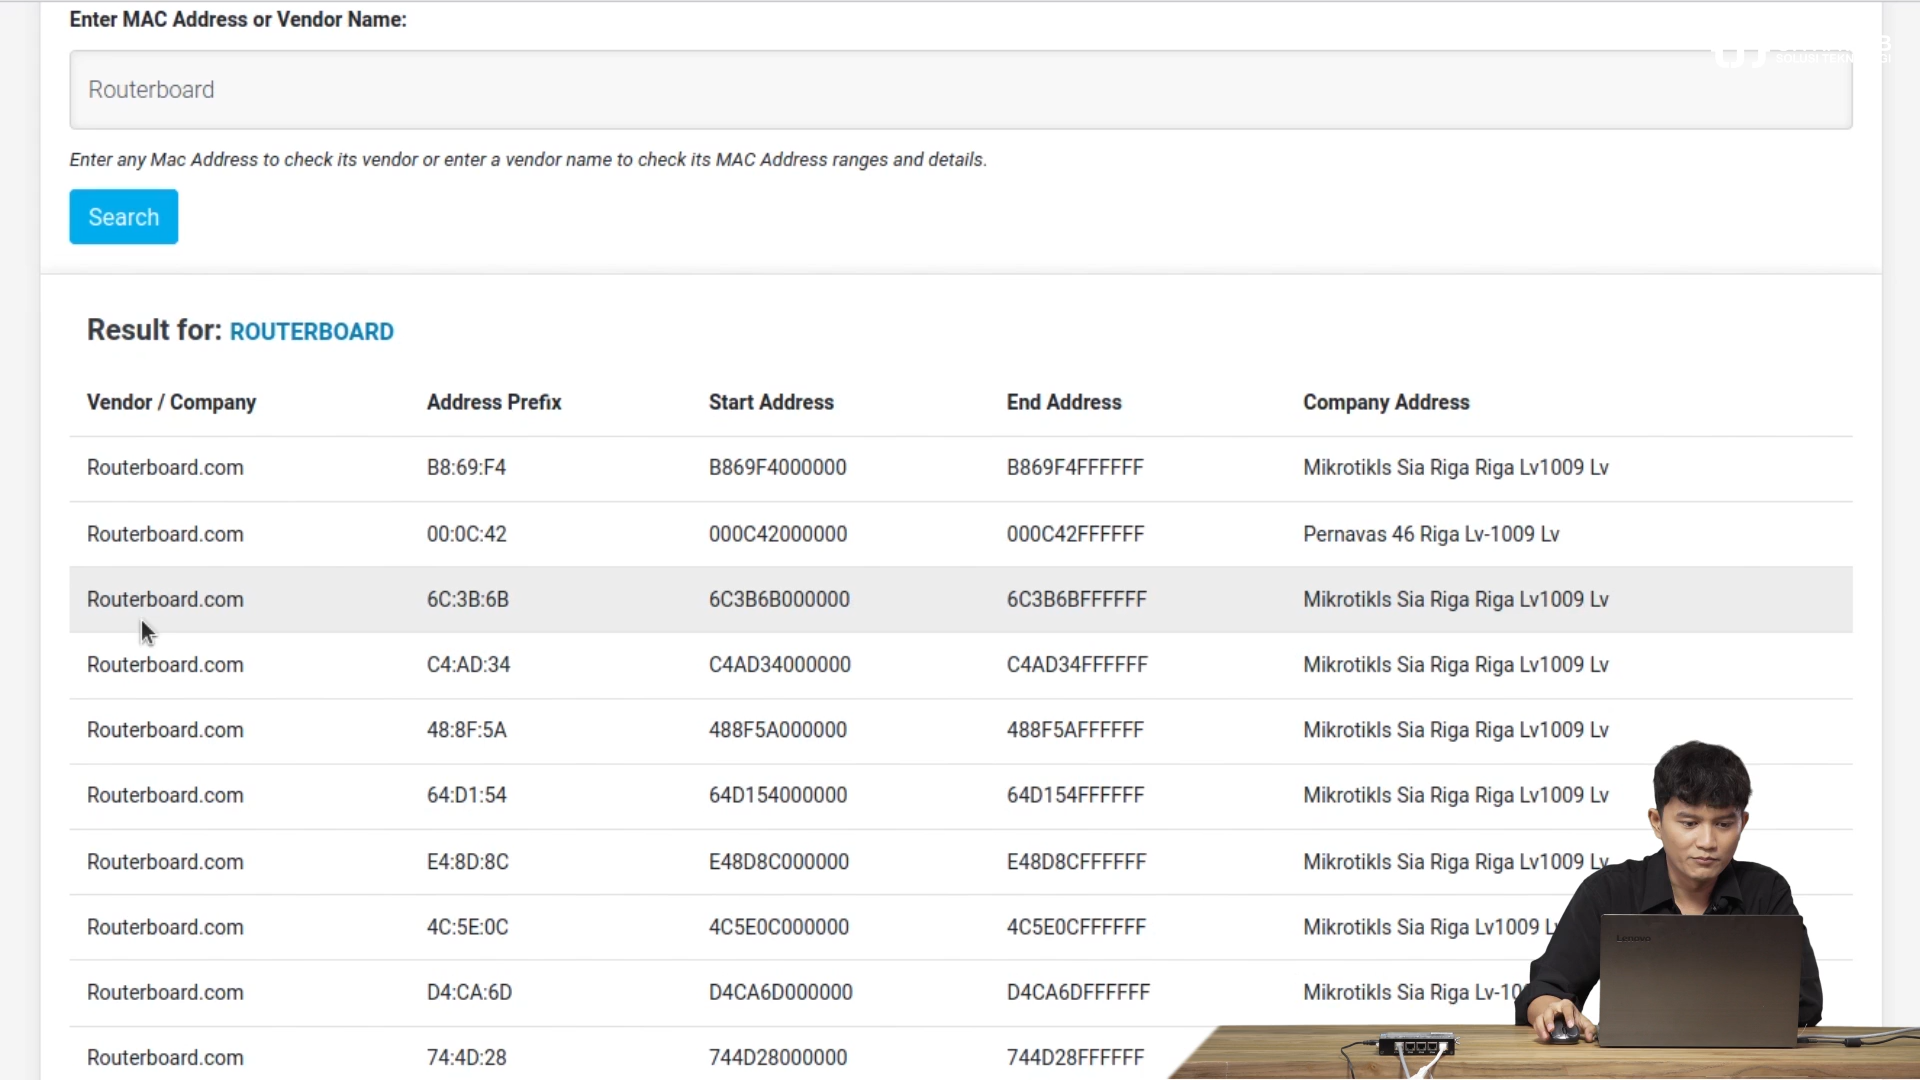 Enter MAC Address or Vendor Name:
SOLUSI TEKN
Routerboard
Enter any Mac Address to check its vendor or enter a vendor name to check its MAC Address ranges and details.
Search
Result for: ROUTERBOARD
Vendor / Company Address Prefix Start Address End Address Company Address
Routerboard.com B8:69:F4 B869F4000000 B869F4FFFFFF Mikrotikls Sia Riga Riga Lv1009 Lv
Routerboard.com 00:0C:42 000C42000000 000C42FFFFFF Pernavas 46 Riga Lv-1009 Lv
Routerboard.com 6C:3B:6B 6C3B6B000000 6C3B6BFFFFFF Mikrotikls Sia Riga Riga Lv1009 Lv
Routerboard.com C4:AD:34 C4AD34000000 C4AD34FFFFFF Mikrotikls Sia Riga Riga Lv1009 Lv
Routerboard.com 48:8F:5A 488F5A000000 488F5AFFFFFF Mikrotikls Sia Riga Riga Lv1009 Lv
Routerboard.com 64:D1:54 64D154000000 64D154FFFFFF Mikrotikls Sia Riga Riga Lv1009 Lv
Routerboard.com E4:8D:8C E48D8C000000 E48D8CFFFFFF Mikrotikls Sia Riga Riga Lv1009 Lv
Routerboard.com 4C:5E:0C 4C5E0C000000 4C5E0CFFFFFF Mikrotikls Sia Riga Lv1009 L
Routerboard.com D4:CA:6D D4CA6D000000 D4CA6DFFFFFF Mikrotikls Sia Riga Lv-10
Routerboard.com 74:4D:28 744D28000000 744D28FFFFFF
Lenovo